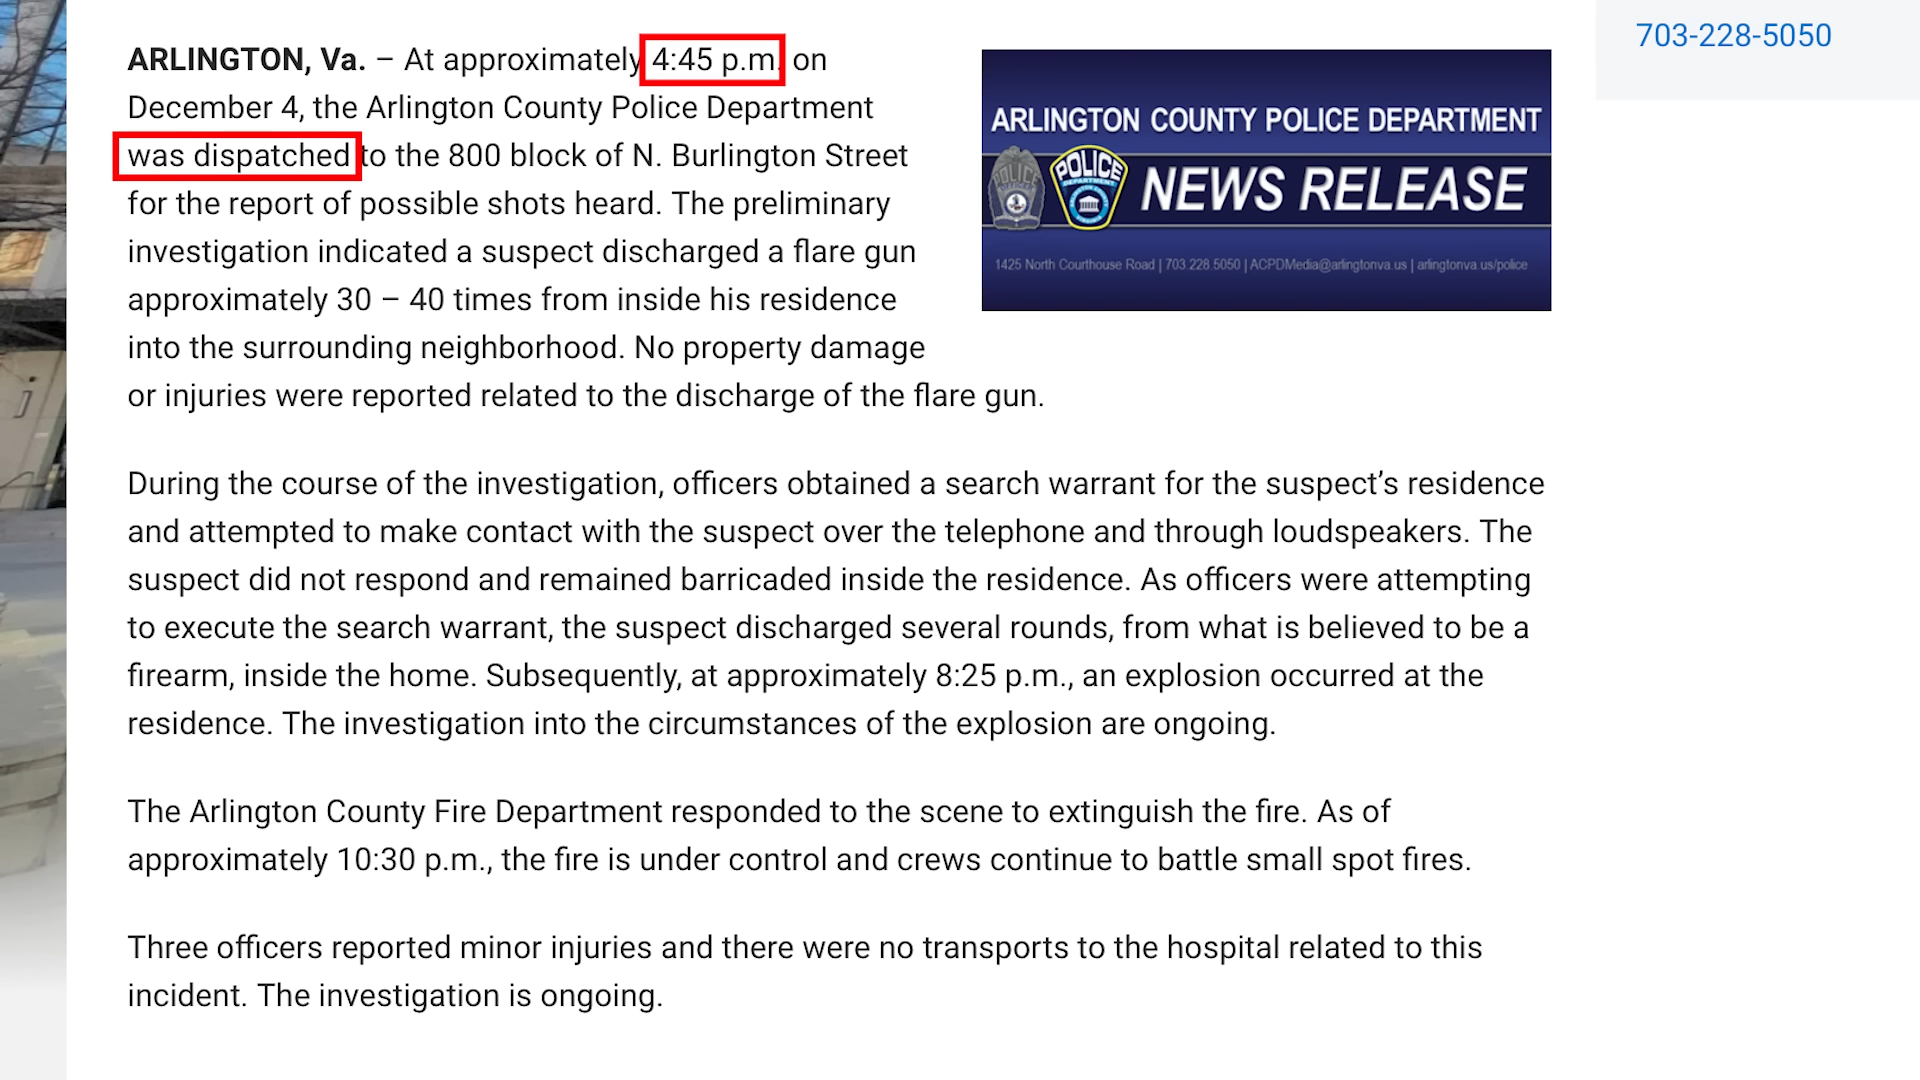 703-228-5050
ARLINGTON, Va. – At approximately 4:45 p.m. on
December 4, the Arlington County Police Department
was dispatched to the 800 block of N. Burlington Street
for the report of possible shots heard. The preliminary
investigation indicated a suspect discharged a flare gun
approximately 30 – 40 times from inside his residence
into the surrounding neighborhood. No property damage
or injuries were reported related to the discharge of the flare gun.
ARLINGTON COUNTY POLICE DEPARTMENT
POLICE
POLICE
NEWS RELEASE
1425 North Courthouse Road | 703.228.5050 | ACPDMedia@arlingtonva.us | arlingtonva.us/police
During the course of the investigation, officers obtained a search warrant for the suspect’s residence
and attempted to make contact with the suspect over the telephone and through loudspeakers. The
suspect did not respond and remained barricaded inside the residence. As officers were attempting
to execute the search warrant, the suspect discharged several rounds, from what is believed to be a
firearm, inside the home. Subsequently, at approximately 8:25 p.m., an explosion occurred at the
residence. The investigation into the circumstances of the explosion are ongoing.
The Arlington County Fire Department responded to the scene to extinguish the fire. As of
approximately 10:30 p.m., the fire is under control and crews continue to battle small spot fires.
Three officers reported minor injuries and there were no transports to the hospital related to this
incident. The investigation is ongoing.